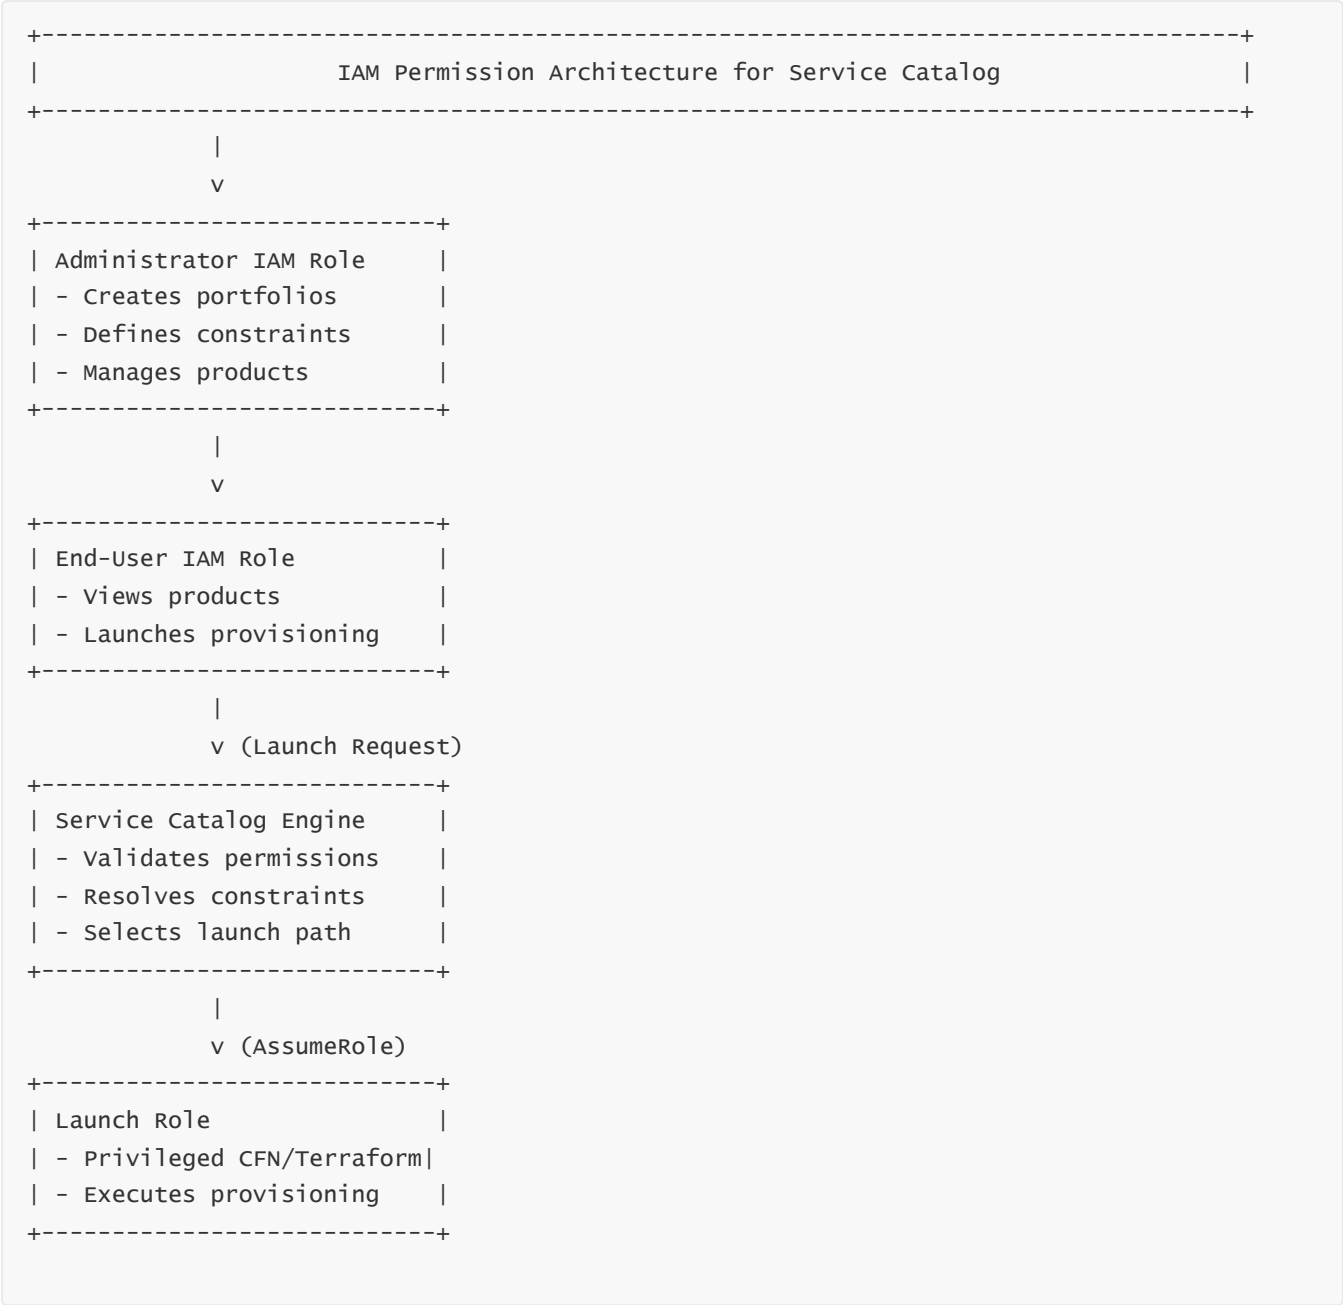 +-------------------------------------------------------------------------------------+
|                     IAM Permission Architecture for Service Catalog                 |
+-------------------------------------------------------------------------------------+
             |
             v
+----------------------------+
| Administrator IAM Role     |
| - Creates portfolios       |
| - Defines constraints      |
| - Manages products         |
+----------------------------+
             |
             v
+----------------------------+
| End-User IAM Role          |
| - Views products           |
| - Launches provisioning    |
+----------------------------+
             |
             v (Launch Request)
+----------------------------+
| Service Catalog Engine     |
| - Validates permissions    |
| - Resolves constraints     |
| - Selects launch path      |
+----------------------------+
             |
             v (AssumeRole)
+----------------------------+
| Launch Role                |
| - Privileged CFN/Terraform|
| - Executes provisioning    |
+----------------------------+